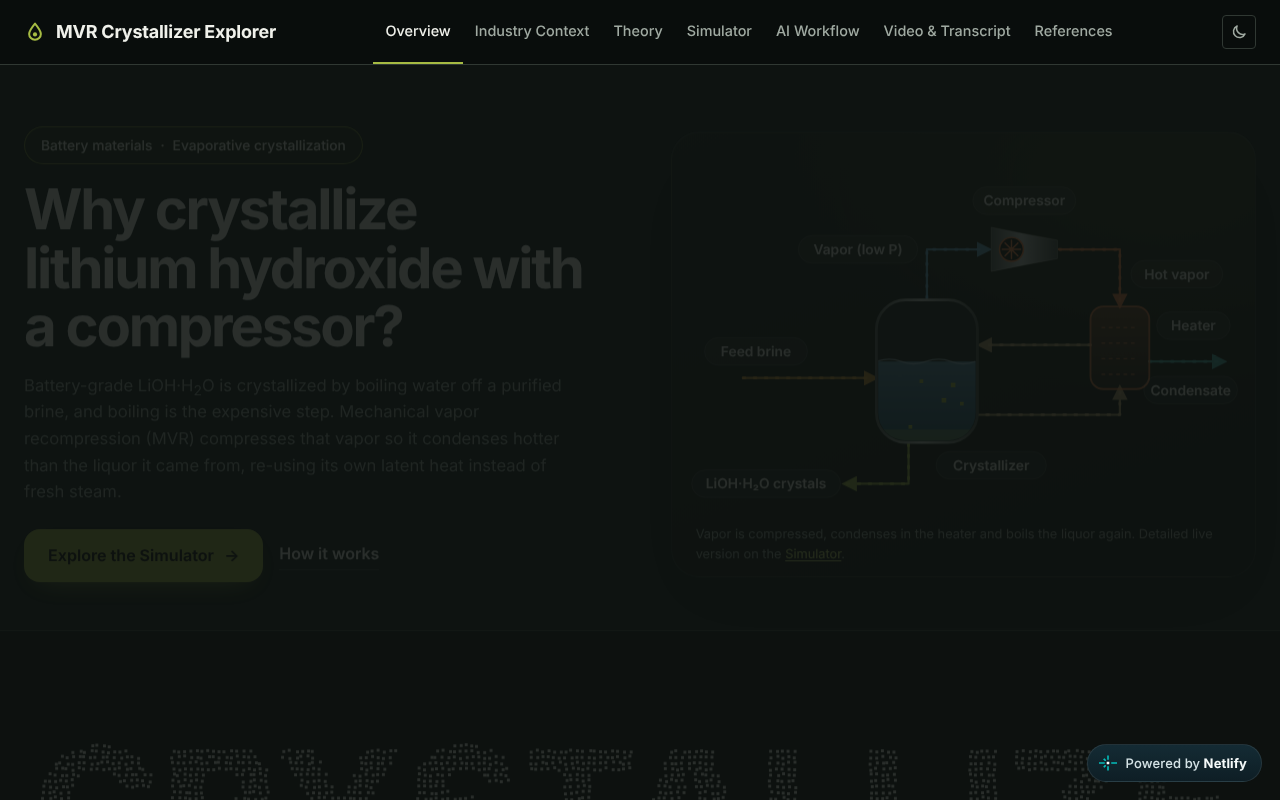 MVR Crystallizer Explorer
Overview
Industry Context
Theory
Simulator
AI Workflow
Video & Transcript
References
Battery materials · Evaporative crystallization
Why crystallize
lithium hydroxide with
a compressor?
Battery-grade LiOH·H₂O is crystallized by boiling water off a purified
brine, and boiling is the expensive step. Mechanical vapor
recompression (MVR) compresses that vapor so it condenses hotter
than the liquor it came from, re-using its own latent heat instead of
fresh steam.
Explore the Simulator →
How it works
Compressor
Vapor (low P)
Hot vapor
Heater
Feed brine
Condensate
Crystallizer
LiOH·H₂O crystals
Vapor is compressed, condenses in the heater and boils the liquor again. Detailed live
version on the Simulator.
Powered by Netlify